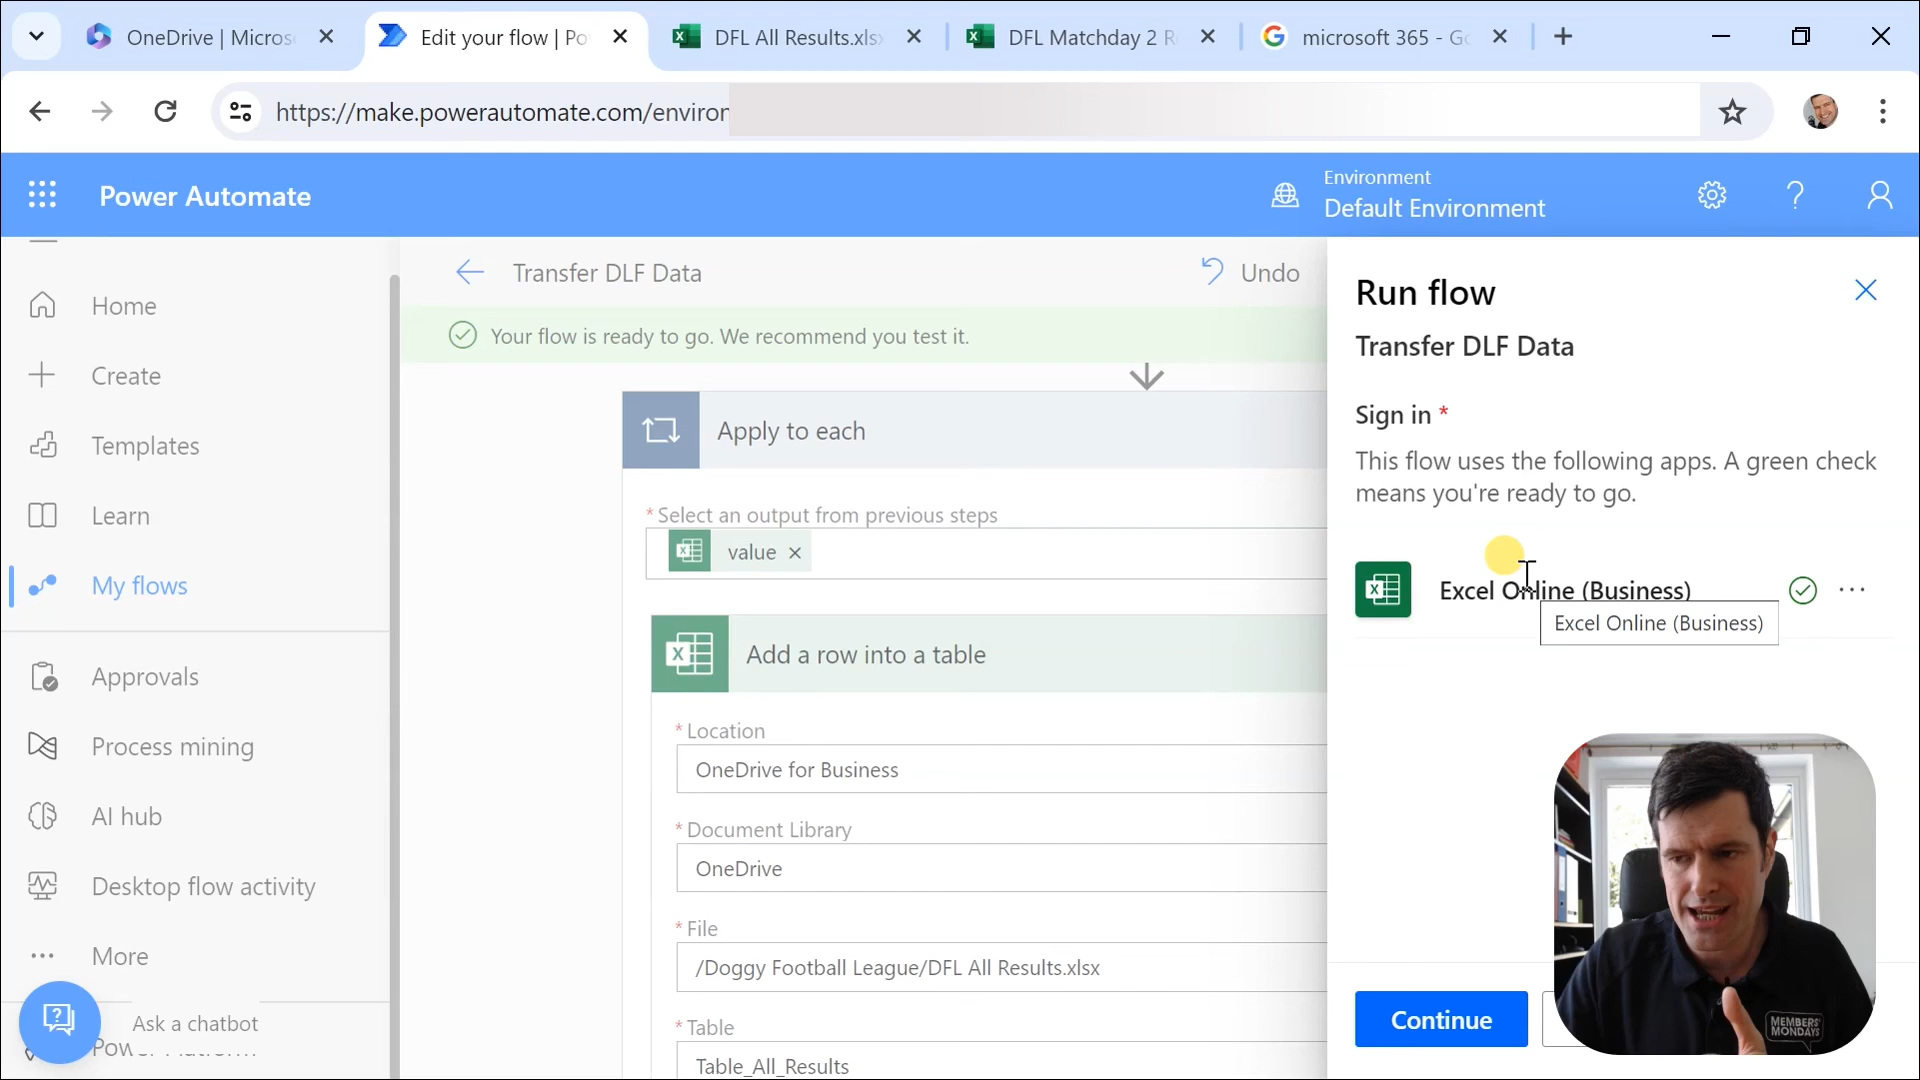 OneDrive | Micros
Edit your flow | Po
DFL All Results.xls
DFL Matchday 2 R
microsoft 365 - Go
https://make.powerautomate.com/environ
Power Automate
Environment
Default Environment
Home
Create
Templates
Learn
My flows
Approvals
Process mining
AI hub
Desktop flow activity
More
Ask a chatbot
Transfer DLF Data
Undo
Your flow is ready to go. We recommend you test it.
Apply to each
* Select an output from previous steps
value
Add a row into a table
* Location
OneDrive for Business
* Document Library
OneDrive
* File
/Doggy Football League/DFL All Results.xlsx
* Table
Table_All_Results
Run flow
Transfer DLF Data
Sign in *
This flow uses the following apps. A green check
means you're ready to go.
Excel Online (Business)
Excel Online (Business)
Continue
MEMBERS'
MONDAYS